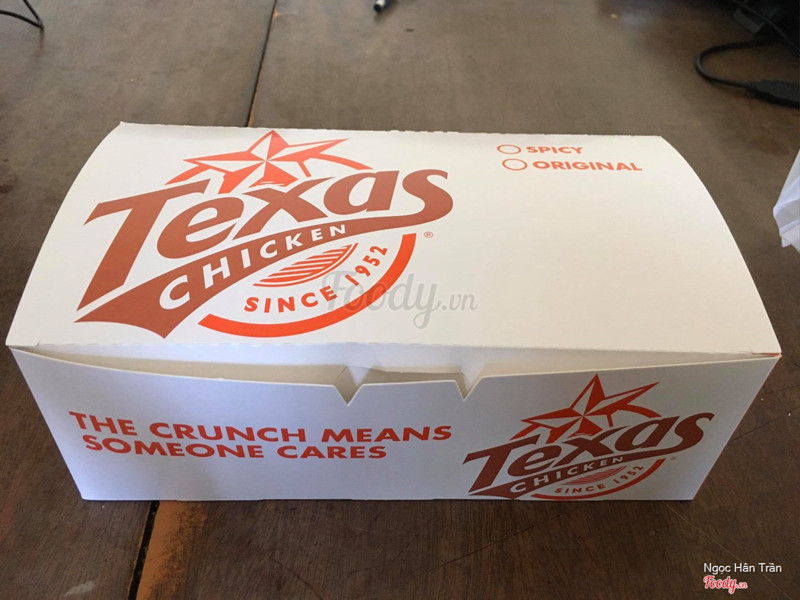 Texas
CHICKEN
SINCE 1952
®
SPICY
ORIGINAL
Foody.vn
THE CRUNCH MEANS
SOMEONE CARES
Texas
CHICKEN
SINCE 1952
Ngọc Hân Trần
Foody.vn